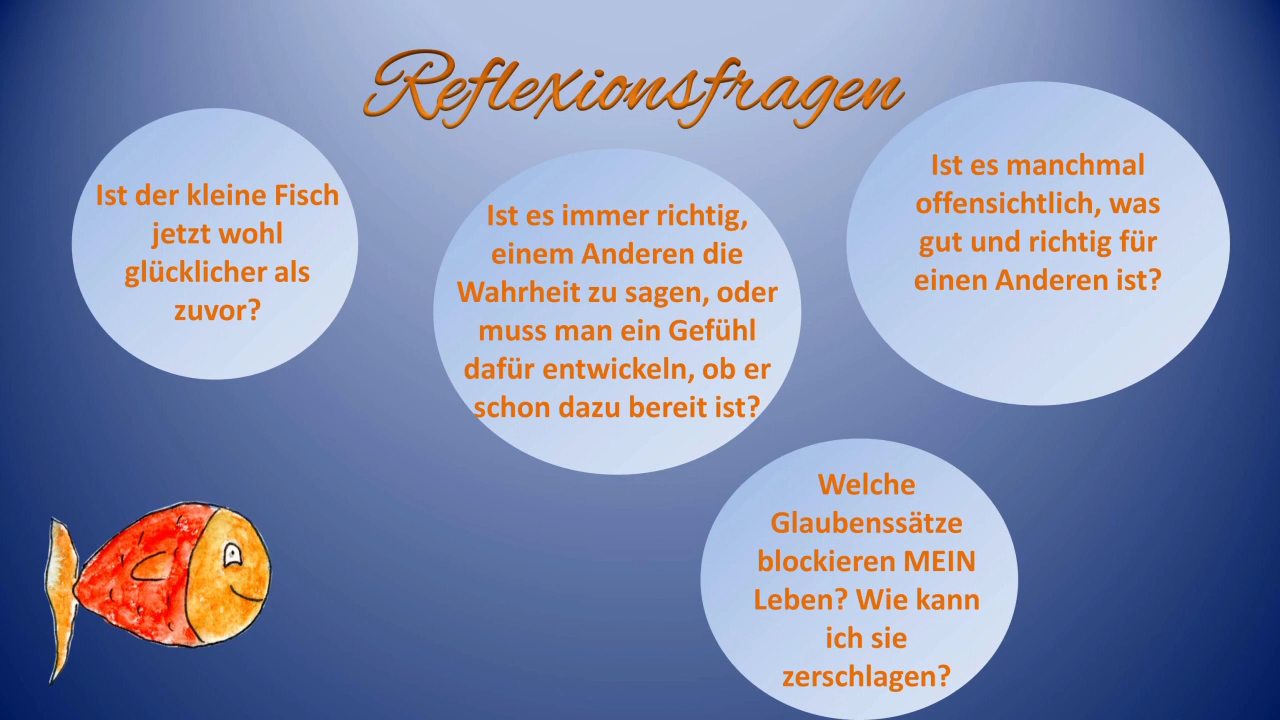 Reflexionsfragen
Ist der kleine Fisch
jetzt wohl
glücklicher als
zuvor?
Ist es immer richtig,
einem Anderen die
Wahrheit zu sagen, oder
muss man ein Gefühl
dafür entwickeln, ob er
schon dazu bereit ist?
Ist es manchmal
offensichtlich, was
gut und richtig für
einen Anderen ist?
Welche
Glaubenssätze
blockieren MEIN
Leben? Wie kann
ich sie
zerschlagen?